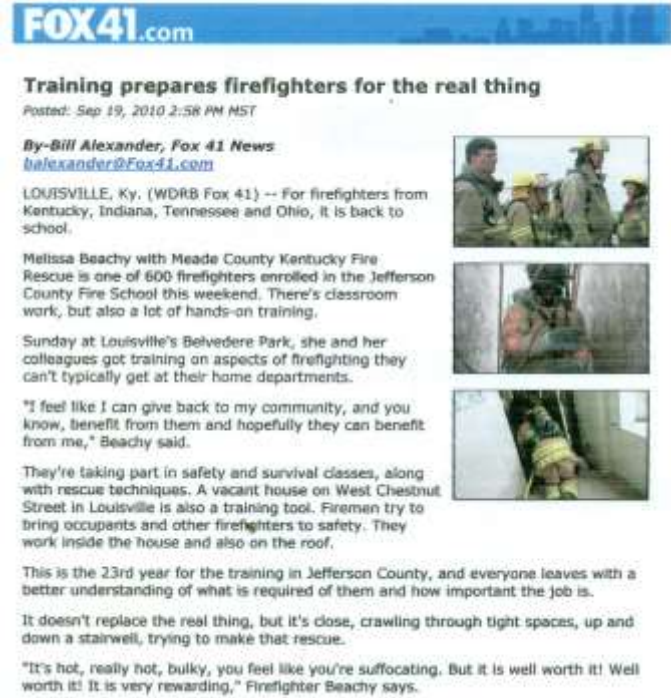 FOX41.com
Training prepares firefighters for the real thing
Posted: Sep 19, 2010 2:58 PM MST
By-Bill Alexander, Fox 41 News
balexander@Fox41.com
LOUISVILLE, Ky. (WDRB Fox 41) -- For firefighters from
Kentucky, Indiana, Tennessee and Ohio, it is back to
school.
Melissa Beachy with Meade County Kentucky Fire
Rescue is one of 600 firefighters enrolled in the Jefferson
County Fire School this weekend. There's classroom
work, but also a lot of hands-on training.
Sunday at Louisville's Belvedere Park, she and her
colleagues got training on aspects of firefighting they
can't typically get at their home departments.
"I feel like I can give back to my community, and you
know, benefit from them and hopefully they can benefit
from me," Beachy said.
They're taking part in safety and survival classes, along
with rescue techniques. A vacant house on West Chestnut
Street in Louisville is also a training tool. Firemen try to
bring occupants and other firefighters to safety. They
work inside the house and also on the roof.
This is the 23rd year for the training in Jefferson County, and everyone leaves with a
better understanding of what is required of them and how important the job is.
It doesn't replace the real thing, but it's close, crawling through tight spaces, up and
down a stairwell, trying to make that rescue.
"It's hot, really hot, bulky, you feel like you're suffocating. But it is well worth it! Well
worth it! It is very rewarding," Firefighter Beachy says.